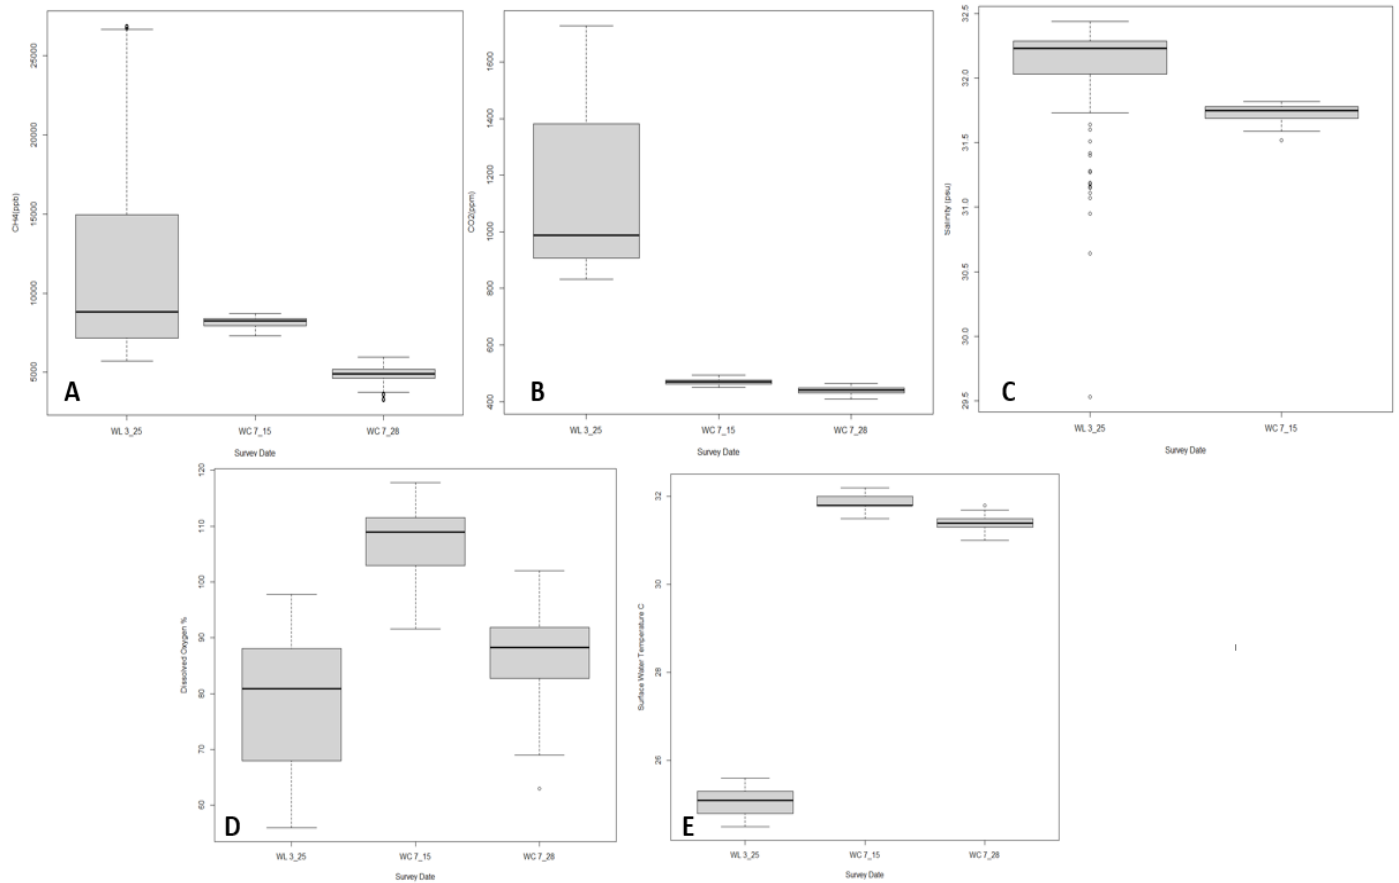 CH4(ppb)
25000
20000
15000
10000
5000
A
WL 3_25
WC 7_15
WC 7_28
Survey Date
CO2(ppm)
1600
1400
1200
1000
800
600
400
B
WL 3_25
WC 7_15
WC 7_28
Survey Date
Salinity (psu)
32.5
32.0
31.5
31.0
30.5
30.0
29.5
C
WL 3_25
WC 7_15
Survey Date
Dissolved Oxygen %
120
110
100
90
80
70
60
D
WL 3_25
WC 7_15
WC 7_28
Survey Date
Surface Water Temperature C
32
30
28
26
E
WL 3_25
WC 7_15
WC 7_28
Survey Date